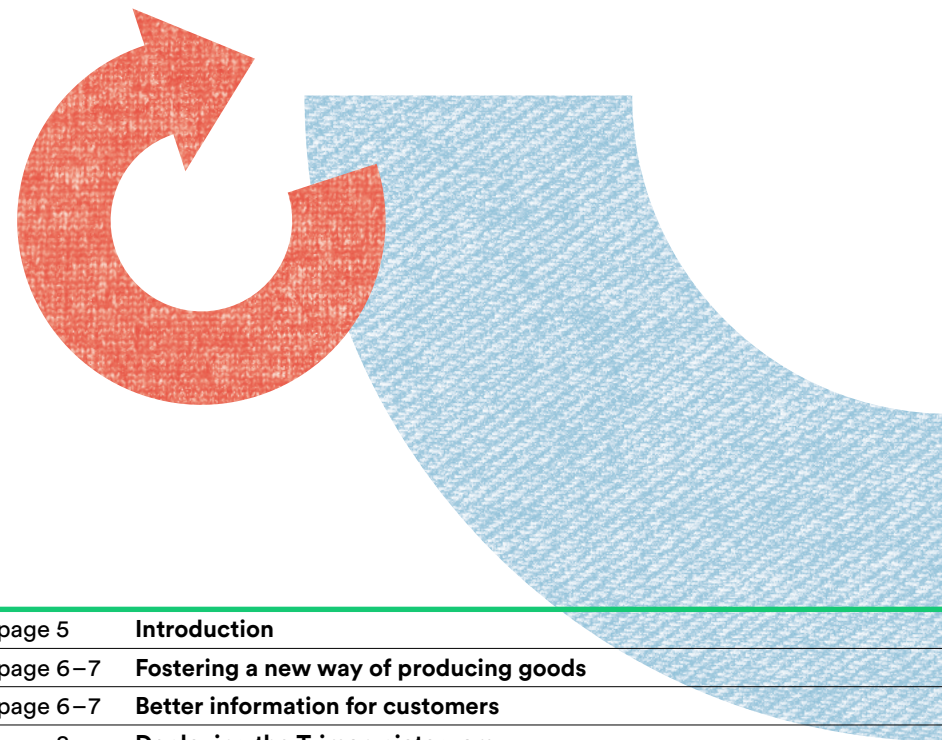 page 5 Introduction
page 6–7 Fostering a new way of producing goods
page 6–7 Better information for customers